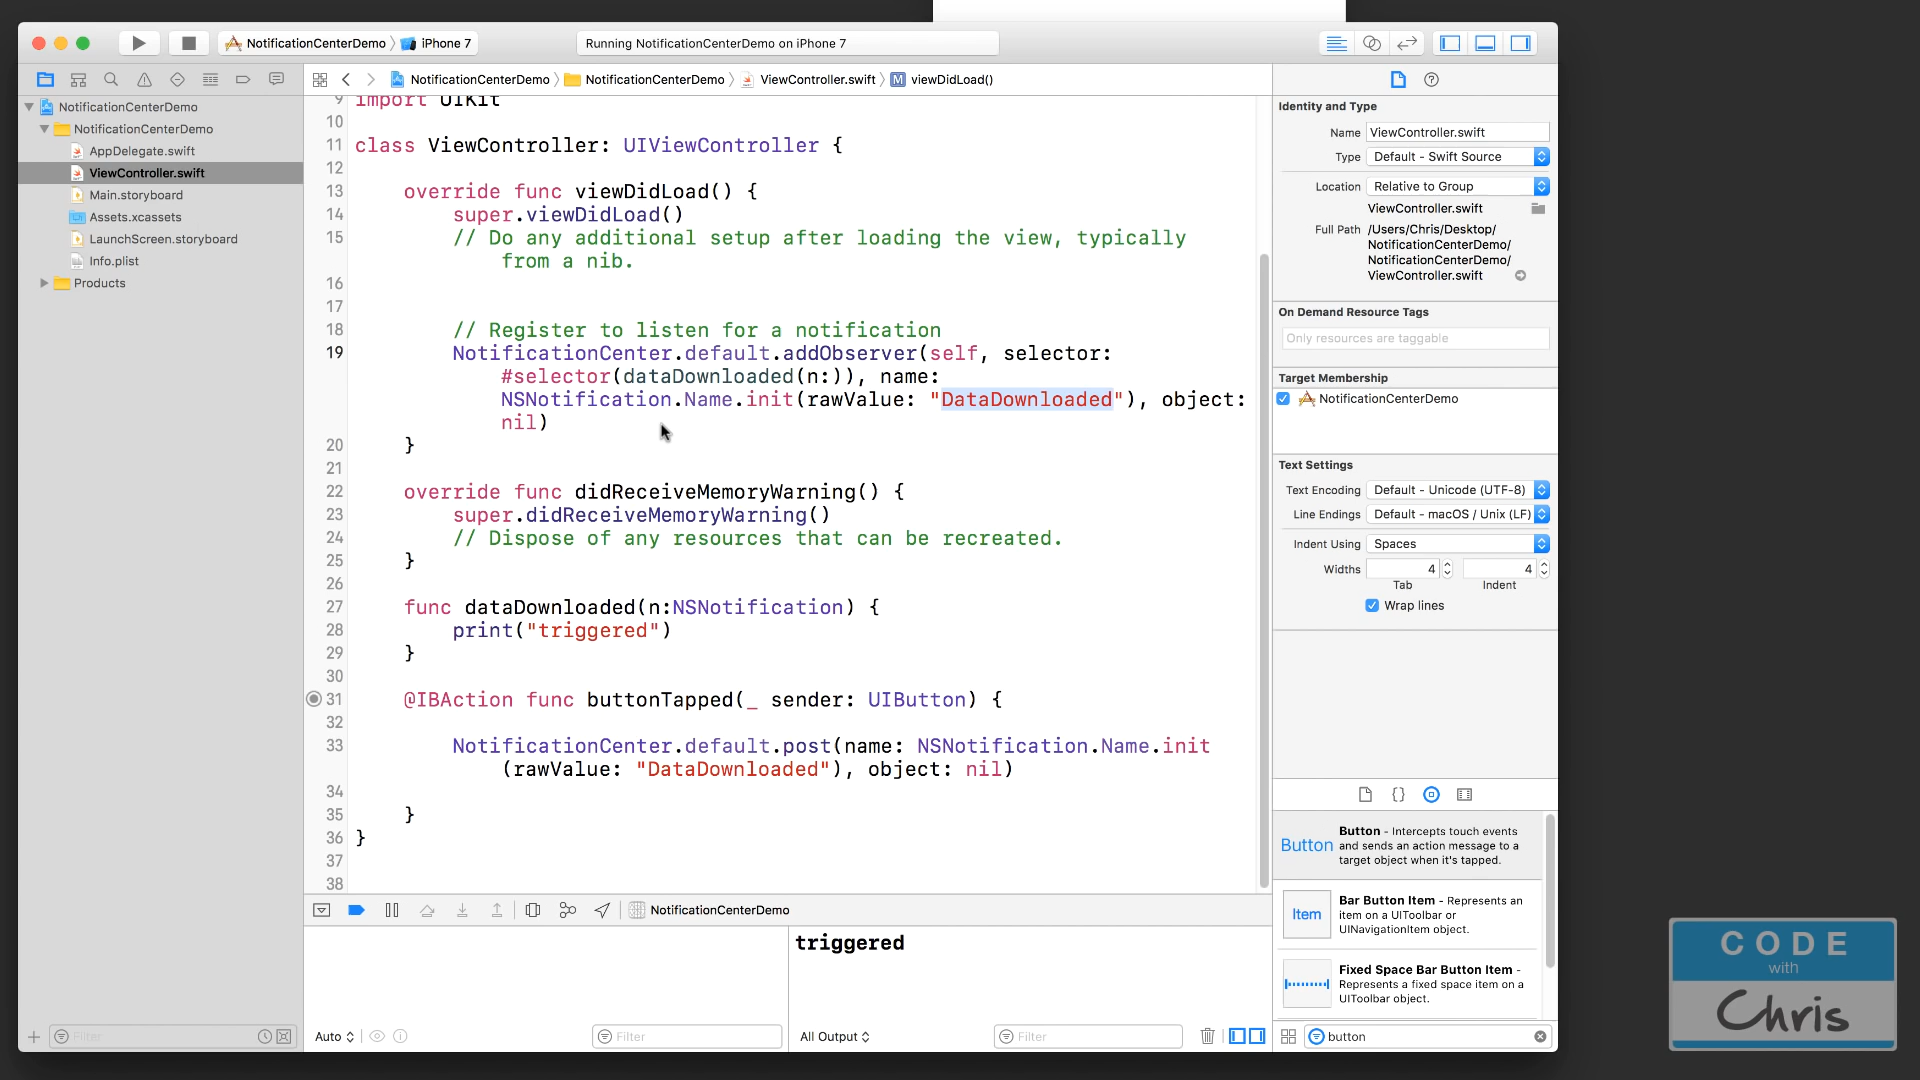 NotificationCenterDemo
iPhone 7
Running NotificationCenterDemo on iPhone 7
NotificationCenterDemo
NotificationCenterDemo
ViewController.swift
M
viewDidLoad()
NotificationCenterDemo
NotificationCenterDemo
AppDelegate.swift
ViewController.swift
Main.storyboard
Assets.xcassets
LaunchScreen.storyboard
Info.plist
Products
Filter
9 import UIKit
10
11 class ViewController: UIViewController {
12
13 override func viewDidLoad() {
14 super.viewDidLoad()
15 // Do any additional setup after loading the view, typically
from a nib.
16
17
18 // Register to listen for a notification
19 NotificationCenter.default.addObserver(self, selector:
#selector(dataDownloaded(n:)), name:
NSNotification.Name.init(rawValue: "DataDownloaded"), object:
nil)
20 }
21
22 override func didReceiveMemoryWarning() {
23 super.didReceiveMemoryWarning()
24 // Dispose of any resources that can be recreated.
25 }
26
27 func dataDownloaded(n:NSNotification) {
28 print("triggered")
29 }
30
31 @IBAction func buttonTapped(_ sender: UIButton) {
32
33 NotificationCenter.default.post(name: NSNotification.Name.init
(rawValue: "DataDownloaded"), object: nil)
34
35 }
36 }
37
38
NotificationCenterDemo
triggered
Auto
Filter
All Output
Filter
Identity and Type
Name ViewController.swift
Type Default - Swift Source
Location Relative to Group
ViewController.swift
Full Path /Users/Chris/Desktop/
NotificationCenterDemo/
NotificationCenterDemo/
ViewController.swift
On Demand Resource Tags
Only resources are taggable
Target Membership
NotificationCenterDemo
Text Settings
Text Encoding Default - Unicode (UTF-8)
Line Endings Default - macOS / Unix (LF)
Indent Using Spaces
Widths 4 4
Tab Indent
Wrap lines
{}
Button
Button - Intercepts touch events
and sends an action message to a
target object when it's tapped.
Item
Bar Button Item - Represents an
item on a UIToolbar or
UINavigationItem object.
Fixed Space Bar Button Item -
Represents a fixed space item on a
UIToolbar object.
button
CODE
with
Chris